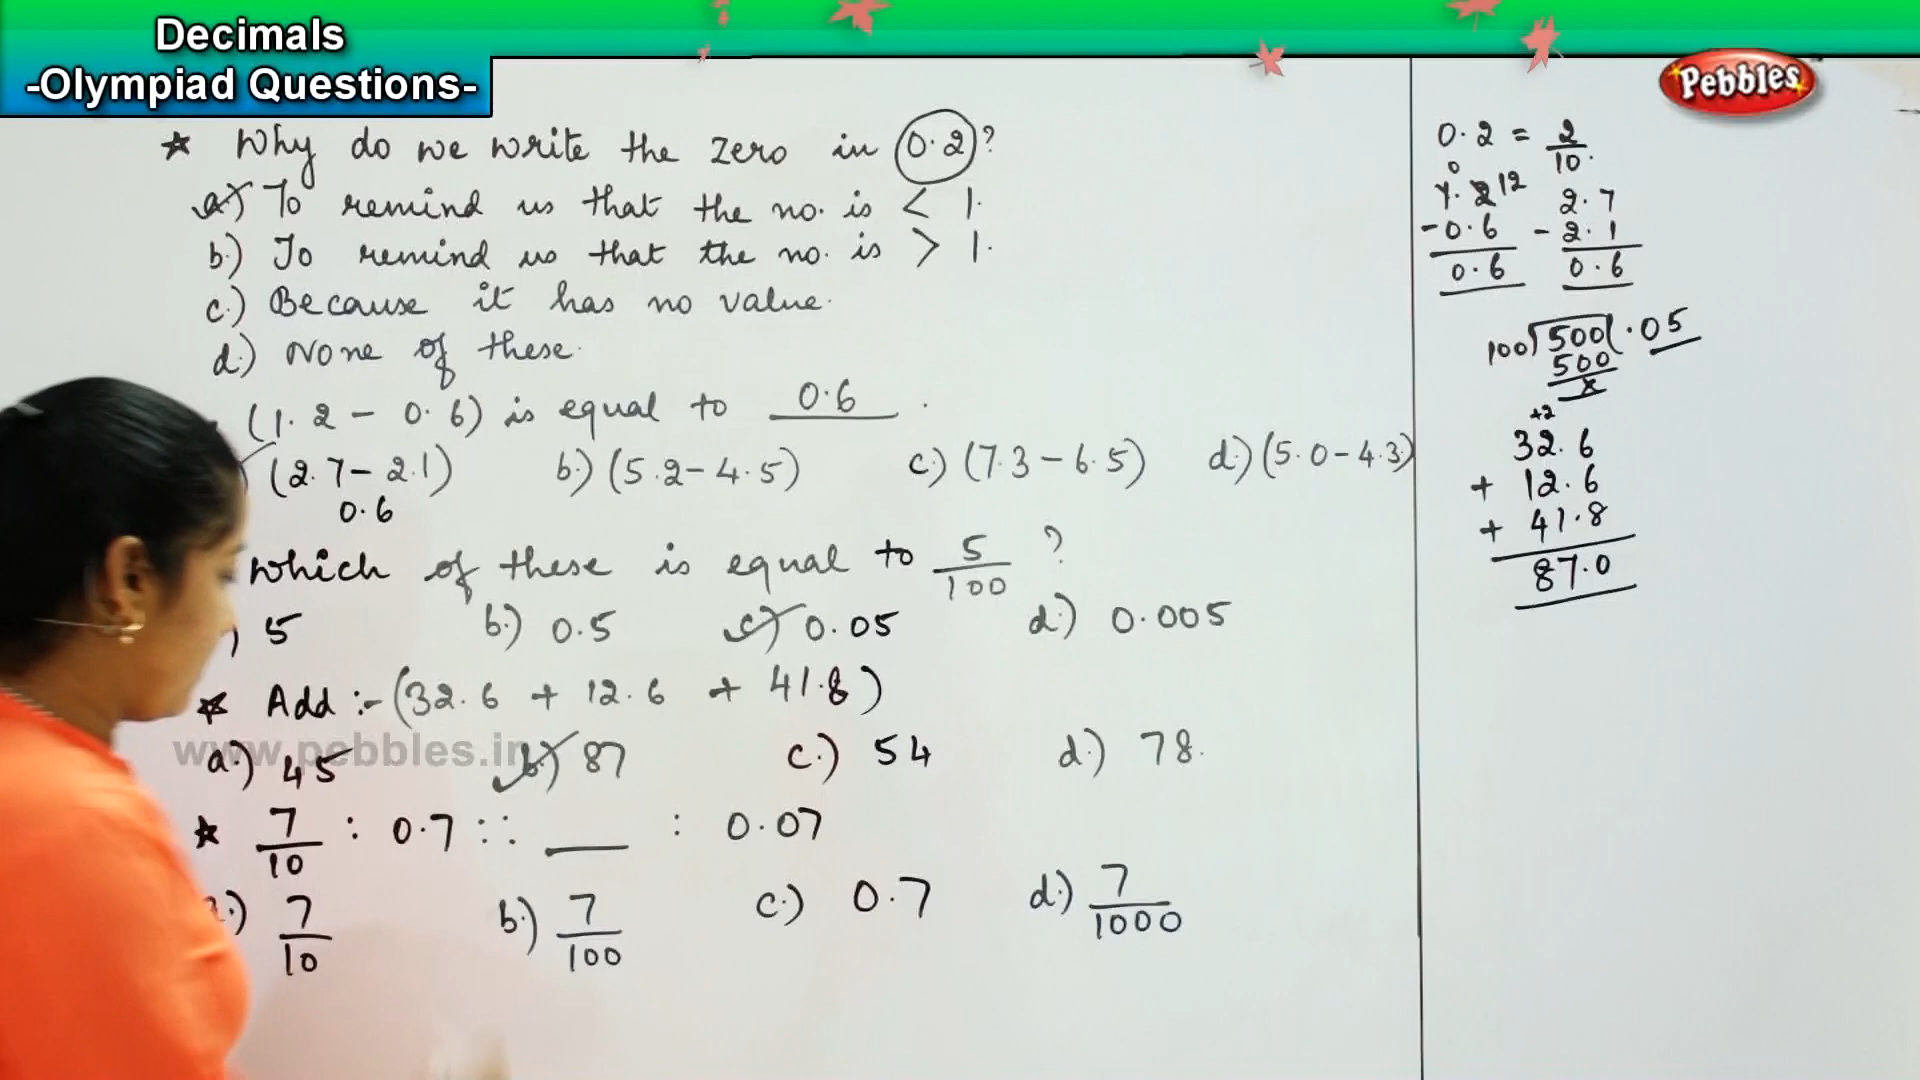 Decimals
-Olympiad Questions-
Pebbles
★ Why do we write the zero in 0.2?
a) To remind us that the no. is < 1.
b.) To remind us that the no. is > 1.
c.) Because it has no value.
d.) None of these.
(1.2 - 0.6) is equal to 0.6.
(2.7 - 2.1) b.) (5.2 - 4.5) c.) (7.3 - 6.5) d.) (5.0 - 4.3)
0.6
Which of these is equal to 5/100 ?
) 5 b.) 0.5 c.) 0.05 d.) 0.005
★ Add :- (32.6 + 12.6 + 41.8)
www.pebbles.in
a.) 45 b.) 87 c.) 54 d.) 78.
★ 7/10 : 0.7 :: ___ : 0.07
.) 7/10 b.) 7/100 c.) 0.7 d.) 7/1000
0.2 = 2/10.
0 12
1.2 2.7
- 0.6 - 2.1
0.6 0.6
100)500(.05
500
x
+2
32.6
+ 12.6
+ 41.8
87.0